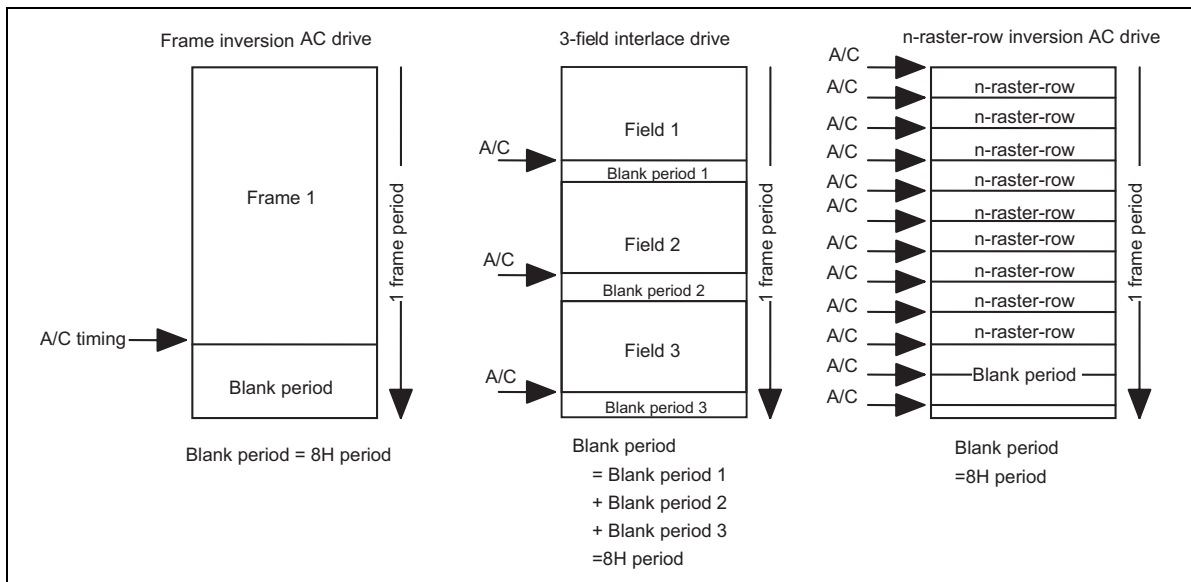 Frame inversion AC drive
Frame 1
A/C timing
Blank period
1 frame period
Blank period = 8H period
3-field interlace drive
Field 1
A/C
Blank period 1
Field 2
A/C
Blank period 2
Field 3
A/C
Blank period 3
1 frame period
Blank period
= Blank period 1
+ Blank period 2
+ Blank period 3
=8H period
n-raster-row inversion AC drive
A/C
A/C
n-raster-row
A/C
n-raster-row
A/C
n-raster-row
A/C
n-raster-row
A/C
n-raster-row
A/C
n-raster-row
A/C
n-raster-row
A/C
n-raster-row
A/C
n-raster-row
A/C
Blank period
A/C
1 frame period
Blank period
=8H period